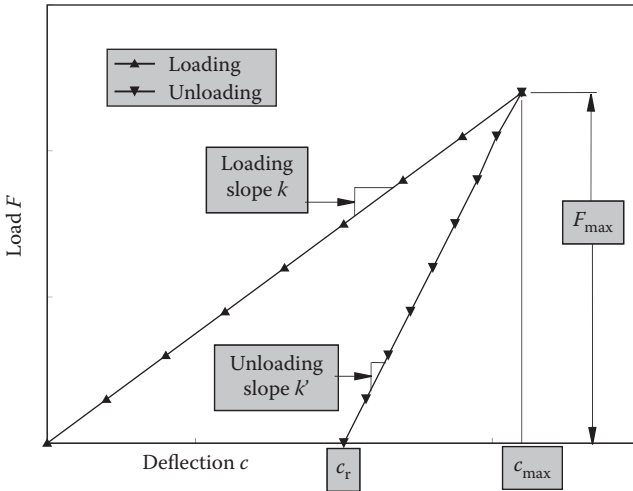 Loading
Unloading
Loading
slope k
F_max
Load F
Unloading
slope k'
Deflection c
c_r
c_max